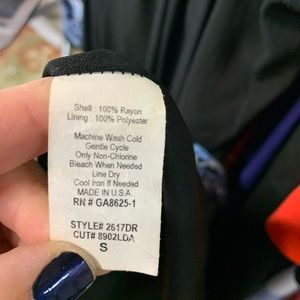 Shell : 100% Rayon
Lining : 100% Polyester
Machine Wash Cold
Gentle Cycle
Only Non-Chlorine
Bleach When Needed
Line Dry
Cool Iron If Needed
MADE IN U.S.A
RN # GA8625-1
STYLE# 2617DR
CUT# 8902LDA
S